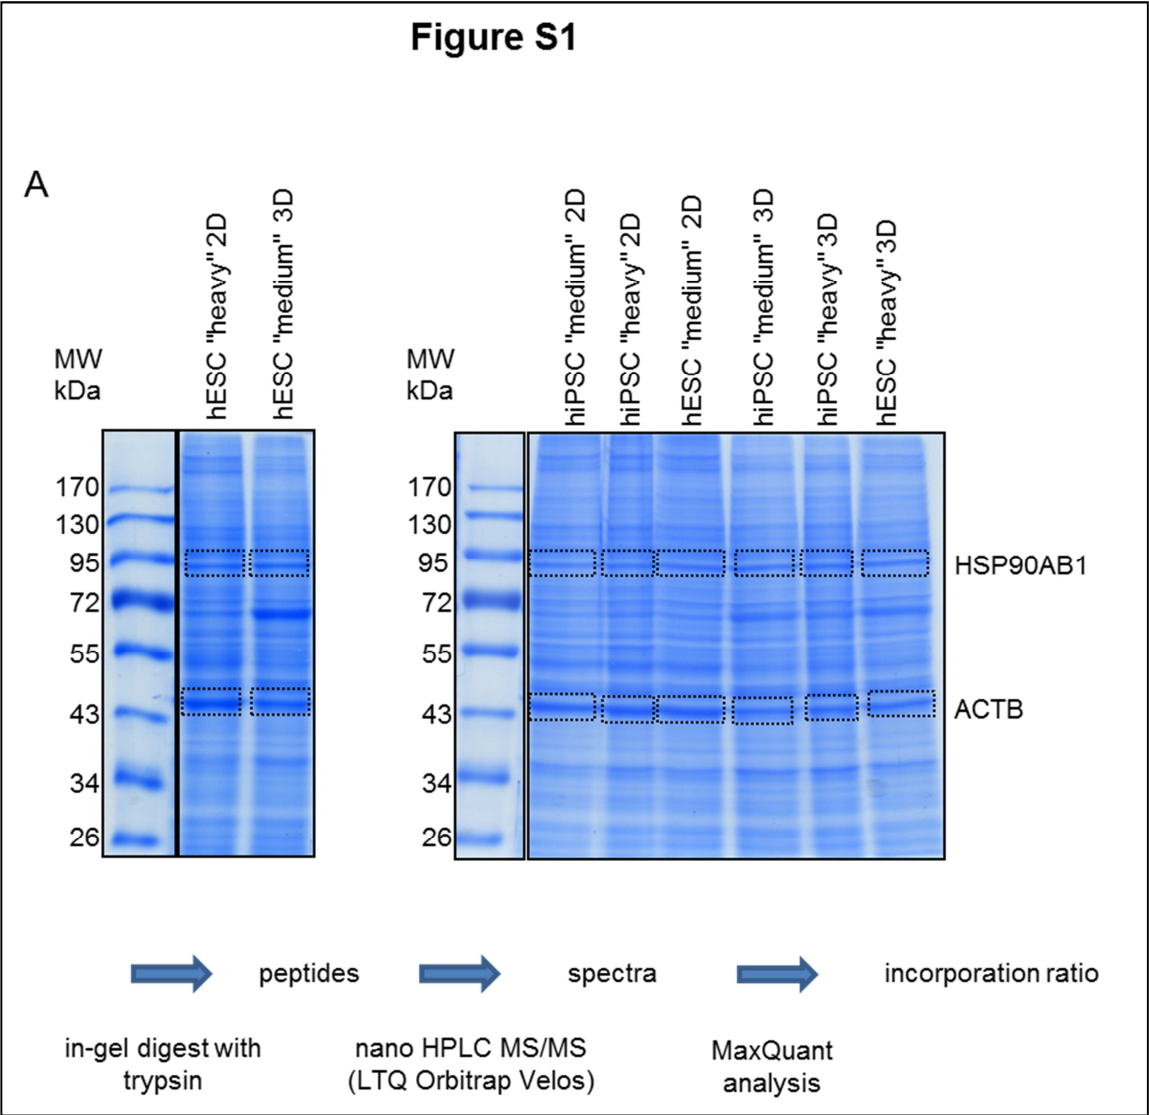 Figure S1
A
hESC "heavy" 2D
hESC "medium" 3D
hiPSC "medium" 2D
hiPSC "heavy" 2D
hESC "medium" 2D
hiPSC "medium" 3D
hiPSC "heavy" 3D
hESC "heavy" 3D
MW
kDa
170
130
95
72
55
43
34
26
MW
kDa
170
130
95
72
55
43
34
26
HSP90AB1
ACTB
peptides
spectra
incorporation ratio
in-gel digest with
trypsin
nano HPLC MS/MS
(LTQ Orbitrap Velos)
MaxQuant
analysis